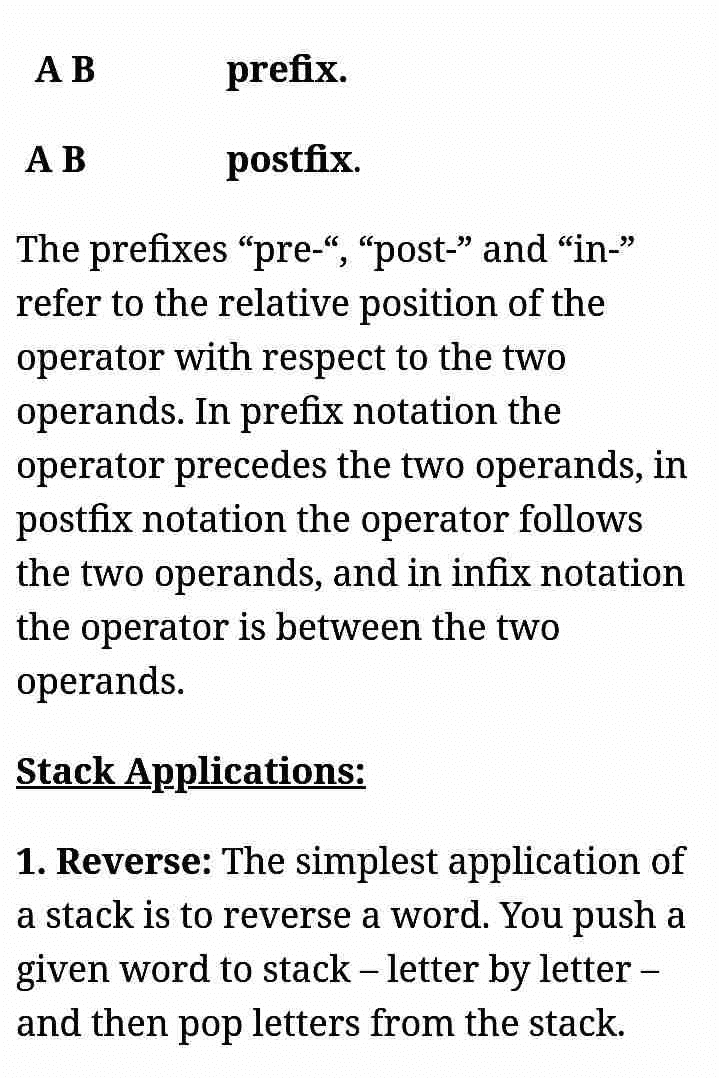 A B prefix.
A B postfix.
The prefixes “pre-“, “post-” and “in-”
refer to the relative position of the
operator with respect to the two
operands. In prefix notation the
operator precedes the two operands, in
postfix notation the operator follows
the two operands, and in infix notation
the operator is between the two
operands.
Stack Applications:
1. Reverse: The simplest application of
a stack is to reverse a word. You push a
given word to stack – letter by letter –
and then pop letters from the stack.